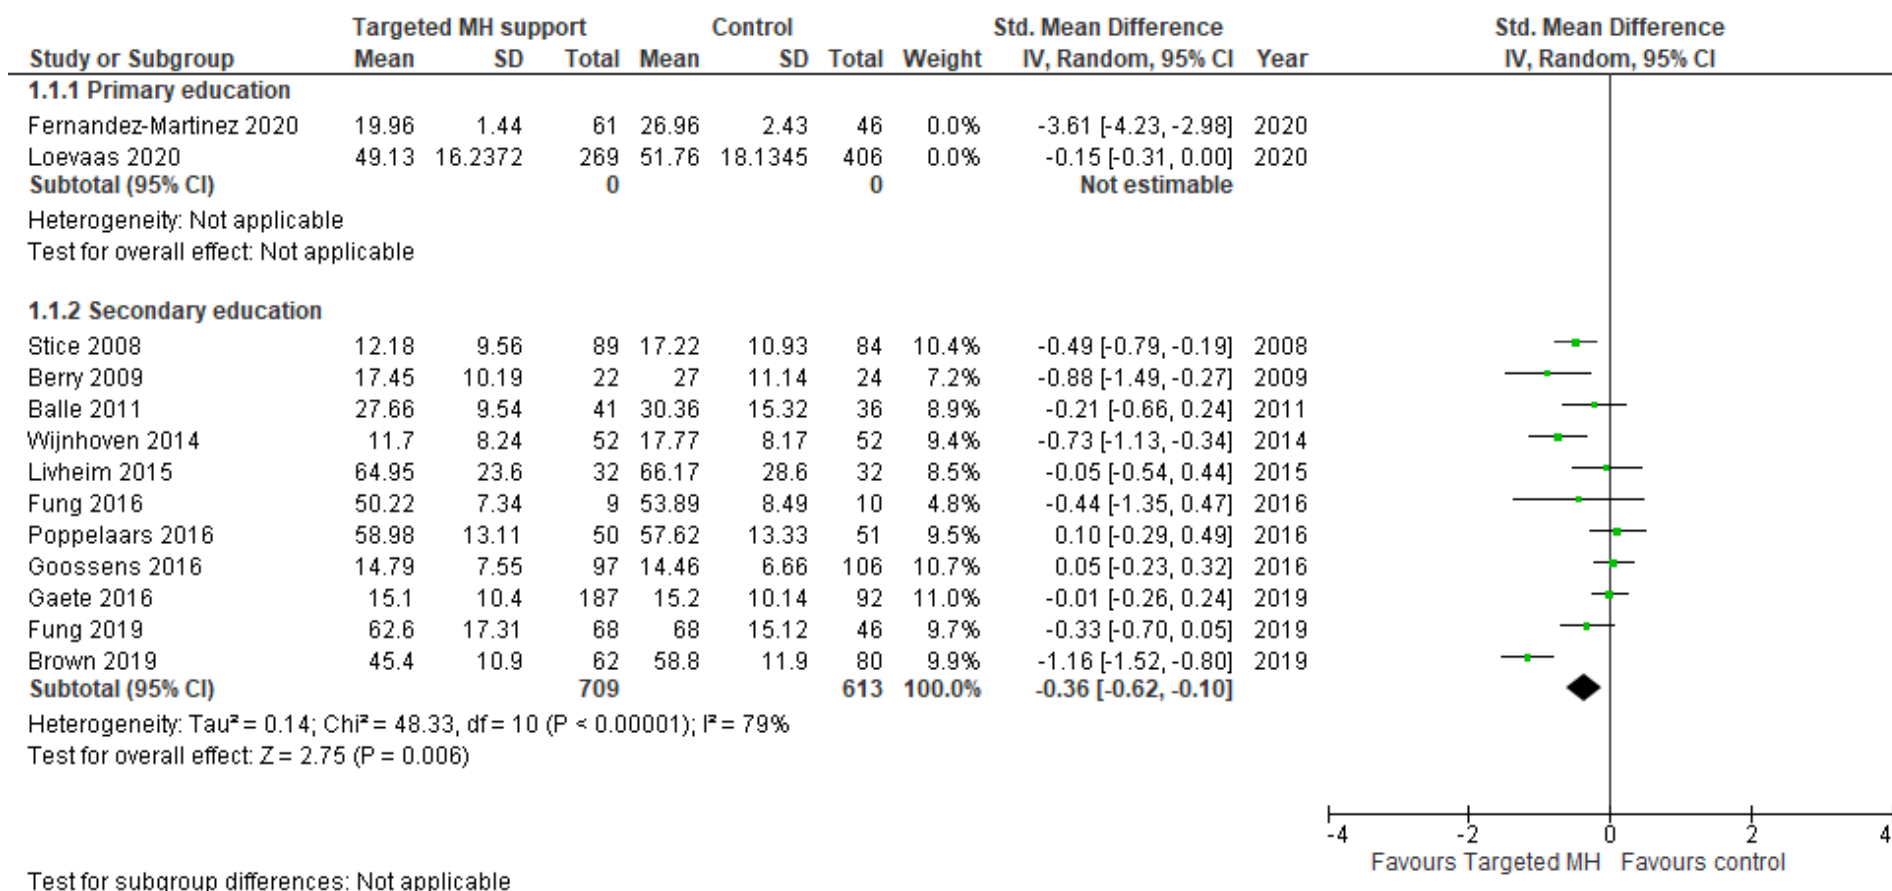 Targeted MH support Control Std. Mean Difference Std. Mean Difference
Study or Subgroup Mean SD Total Mean SD Total Weight IV, Random, 95% CI Year IV, Random, 95% CI
1.1.1 Primary education
Fernandez-Martinez 2020 19.96 1.44 61 26.96 2.43 46 0.0% -3.61 [-4.23, -2.98] 2020
Loevaas 2020 49.13 16.2372 269 51.76 18.1345 406 0.0% -0.15 [-0.31, 0.00] 2020
Subtotal (95% CI) 0 0 Not estimable
Heterogeneity: Not applicable
Test for overall effect: Not applicable
1.1.2 Secondary education
Stice 2008 12.18 9.56 89 17.22 10.93 84 10.4% -0.49 [-0.79, -0.19] 2008
Berry 2009 17.45 10.19 22 27 11.14 24 7.2% -0.88 [-1.49, -0.27] 2009
Balle 2011 27.66 9.54 41 30.36 15.32 36 8.9% -0.21 [-0.66, 0.24] 2011
Wijnhoven 2014 11.7 8.24 52 17.77 8.17 52 9.4% -0.73 [-1.13, -0.34] 2014
Livheim 2015 64.95 23.6 32 66.17 28.6 32 8.5% -0.05 [-0.54, 0.44] 2015
Fung 2016 50.22 7.34 9 53.89 8.49 10 4.8% -0.44 [-1.35, 0.47] 2016
Poppelaars 2016 58.98 13.11 50 57.62 13.33 51 9.5% 0.10 [-0.29, 0.49] 2016
Goossens 2016 14.79 7.55 97 14.46 6.66 106 10.7% 0.05 [-0.23, 0.32] 2016
Gaete 2016 15.1 10.4 187 15.2 10.14 92 11.0% -0.01 [-0.26, 0.24] 2019
Fung 2019 62.6 17.31 68 68 15.12 46 9.7% -0.33 [-0.70, 0.05] 2019
Brown 2019 45.4 10.9 62 58.8 11.9 80 9.9% -1.16 [-1.52, -0.80] 2019
Subtotal (95% CI) 709 613 100.0% -0.36 [-0.62, -0.10]
Heterogeneity: Tau² = 0.14; Chi² = 48.33, df = 10 (P < 0.00001); I² = 79%
Test for overall effect: Z = 2.75 (P = 0.006)
-4 -2 0 2 4
Favours Targeted MH Favours control
Test for subgroup differences: Not applicable